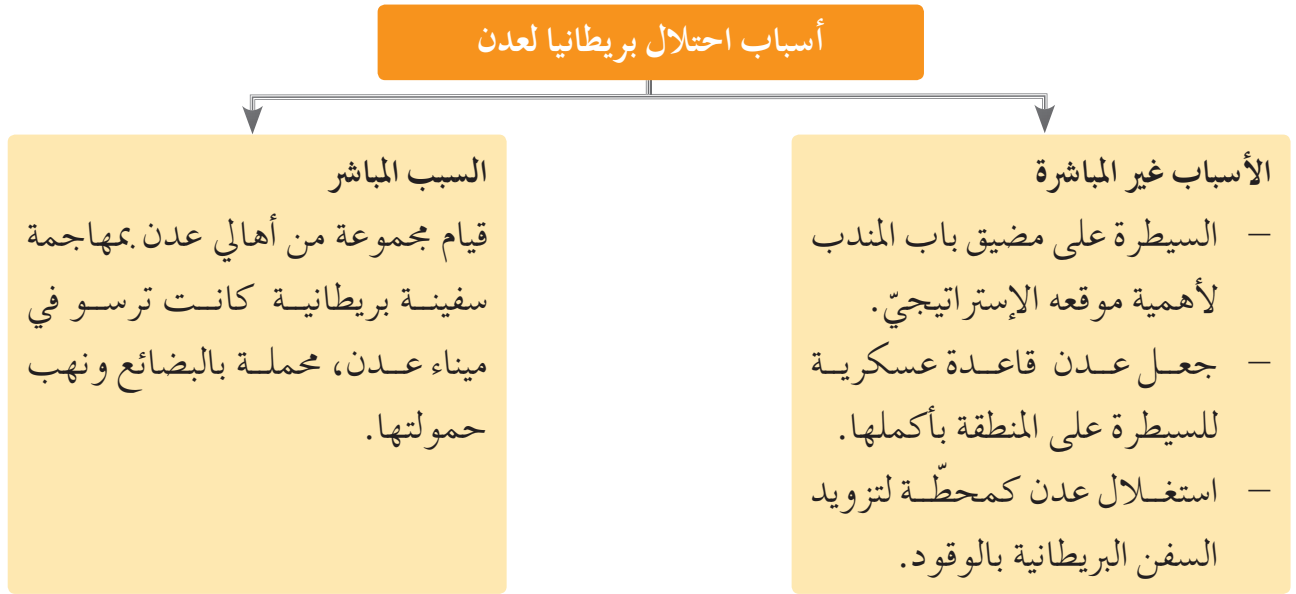 أسباب احتلال بريطانيا لعدن
الأسباب غير المباشرة
– السيطرة على مضيق باب المندب
لأهمية موقعه الإستراتيجيّ.
– جعل عدن قاعدة عسكرية
للسيطرة على المنطقة بأكملها.
– استغلال عدن كمحطّة لتزويد
السفن البريطانية بالوقود.
السبب المباشر
قيام مجموعة من أهالي عدن بمهاجمة
سفينة بريطانية كانت ترسو في
ميناء عدن، محملة بالبضائع ونهب
حمولتها.